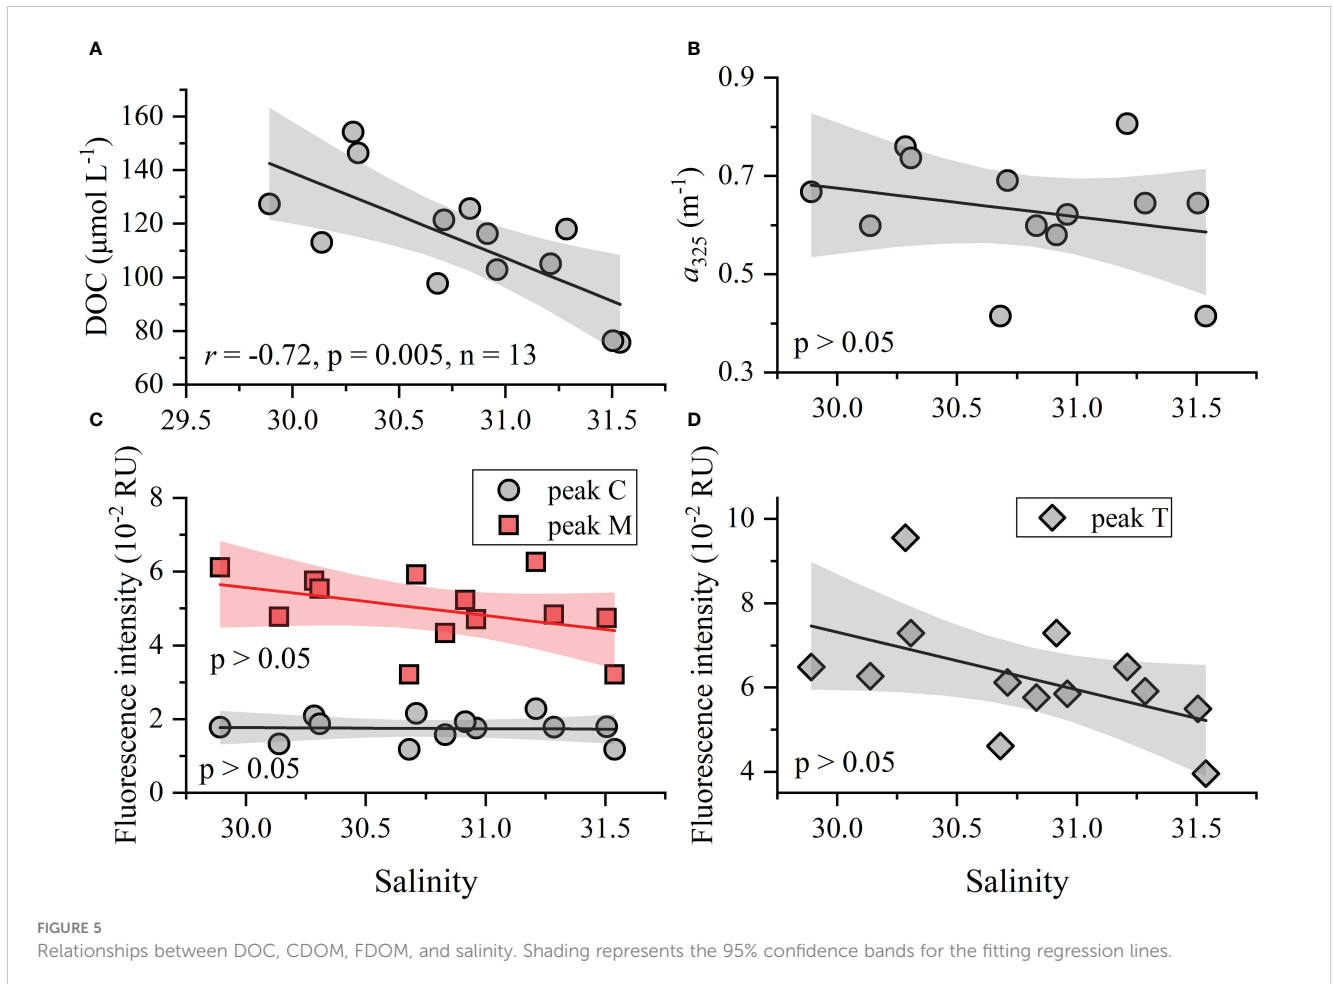 A
DOC (μmol L-1)
160
140
120
100
80
60
r = -0.72, p = 0.005, n = 13
29.5 30.0 30.5 31.0 31.5
B
a325 (m-1)
0.9
0.7
0.5
0.3
p > 0.05
30.0 30.5 31.0 31.5
C
Fluorescence intensity (10-2 RU)
peak C
peak M
8
6
4
2
0
p > 0.05
p > 0.05
30.0 30.5 31.0 31.5
Salinity
D
Fluorescence intensity (10-2 RU)
peak T
10
8
6
4
p > 0.05
30.0 30.5 31.0 31.5
Salinity
FIGURE 5
Relationships between DOC, CDOM, FDOM, and salinity. Shading represents the 95% confidence bands for the fitting regression lines.